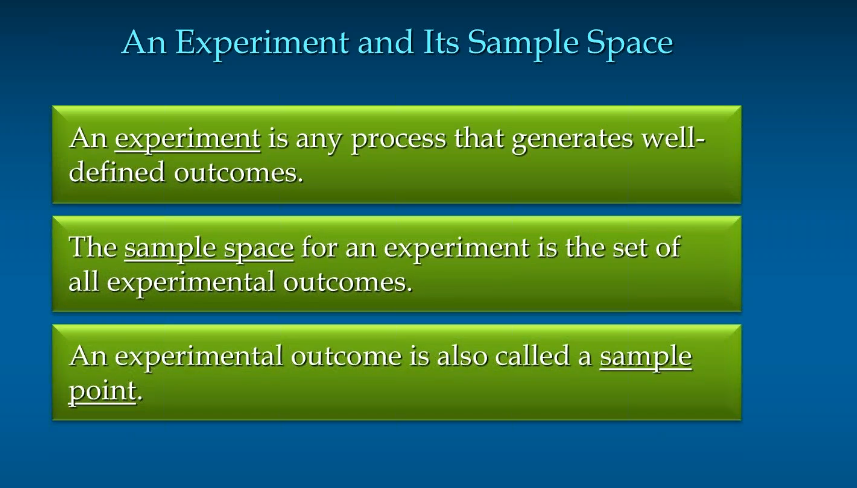 An Experiment and Its Sample Space
An experiment is any process that generates well-
defined outcomes.
The sample space for an experiment is the set of
all experimental outcomes.
An experimental outcome is also called a sample
point.